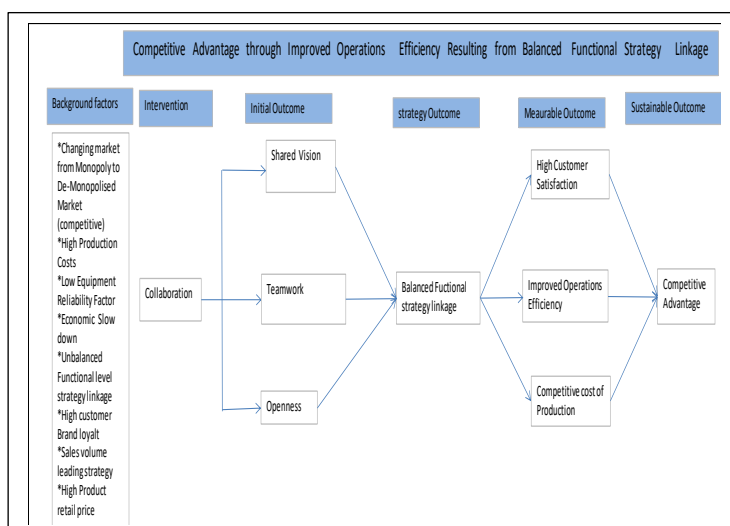 Competitive Advantage through Improved Operations Efficiency Resulting from Balanced Functional Strategy Linkage
Background factors
Intervention
Initial Outcome
strategy Outcome
Meaurable Outcome
Sustainable Outcome
*Changing market
from Monopoly to
De-Monopolised
Market
(competitive)
*High Production
Costs
*Low Equipment
Reliability Factor
*Economic Slow
down
*Unbalanced
Functional level
strategy linkage
*High customer
Brand loyalt
*Sales volume
leading strategy
*High Product
retail price
Collaboration
Shared Vision
Teamwork
Openness
Balanced Fuctional
strategy linkage
High Customer
Satisfaction
Improved Operations
Efficiency
Competitive cost of
Production
Competitive
Advantage